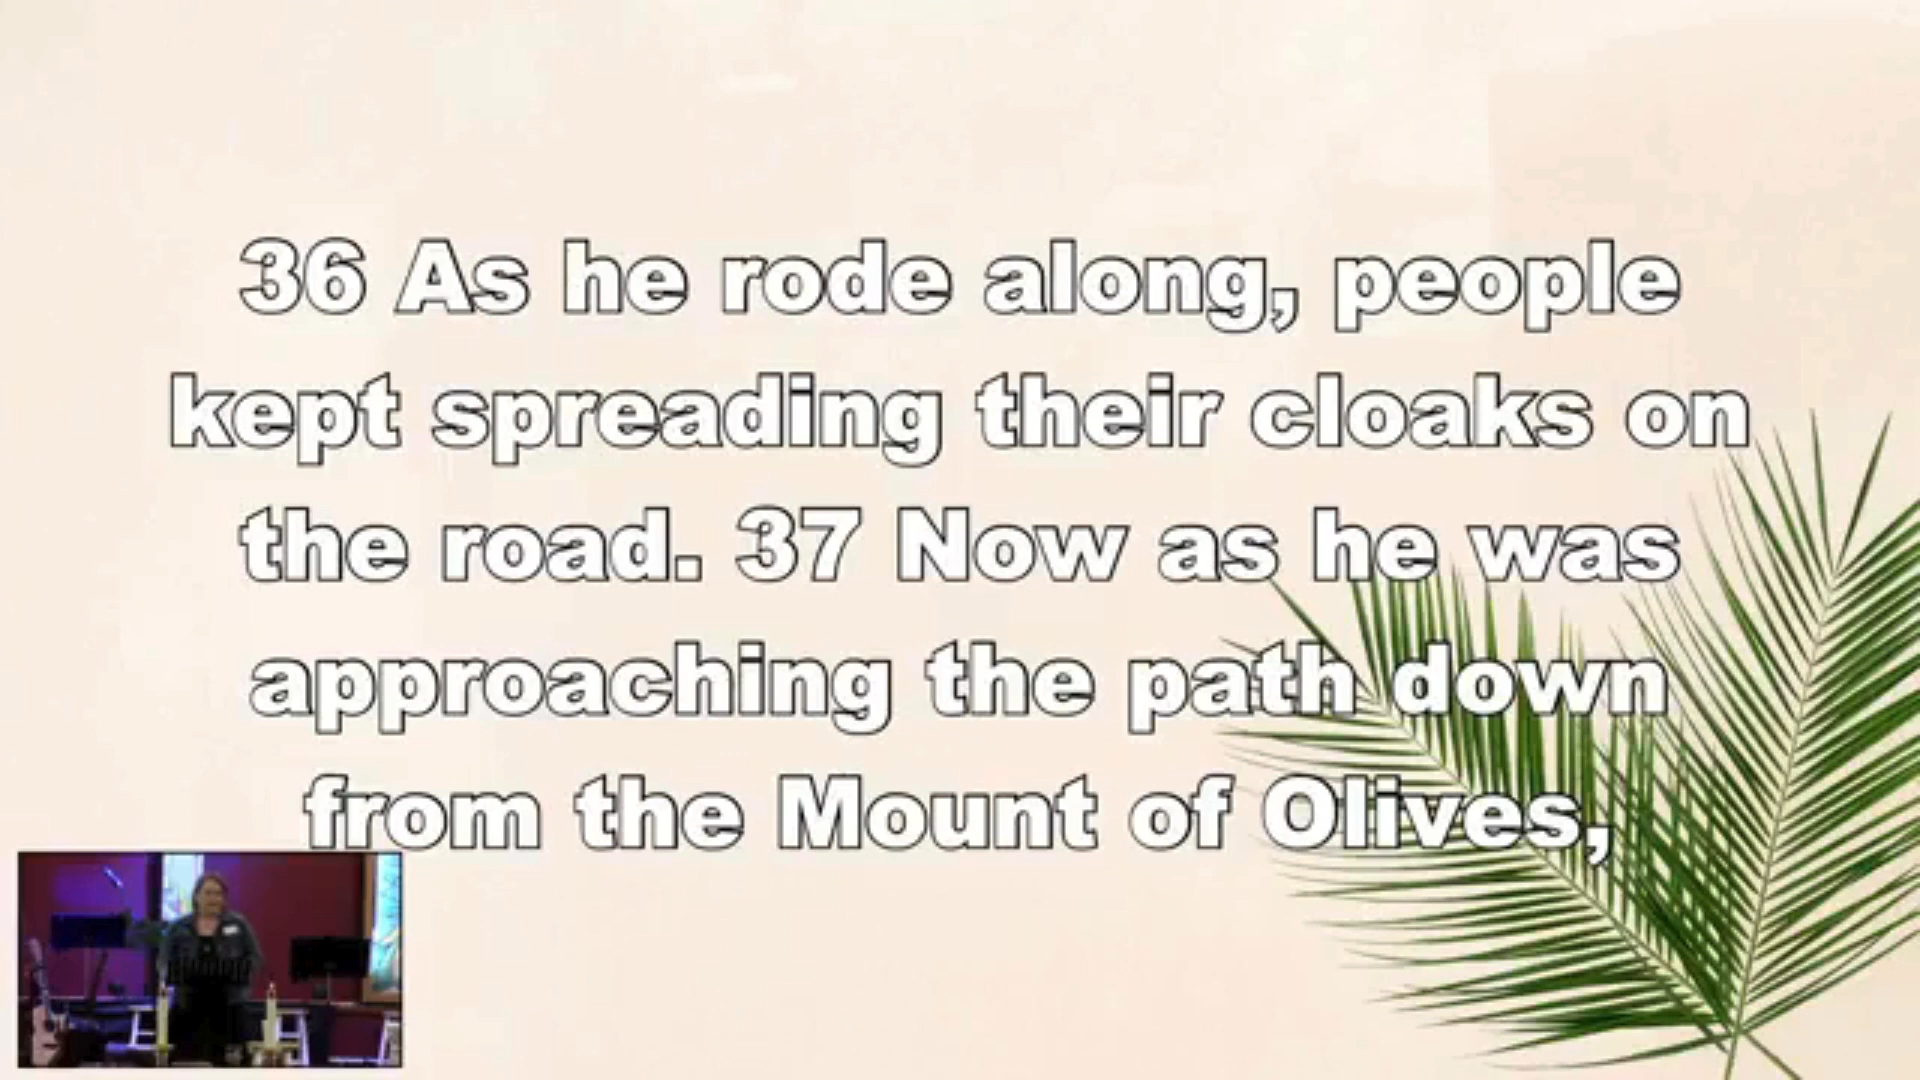 36 As he rode along, people
kept spreading their cloaks on
the road. 37 Now as he was
approaching the path down
from the Mount of Olives,